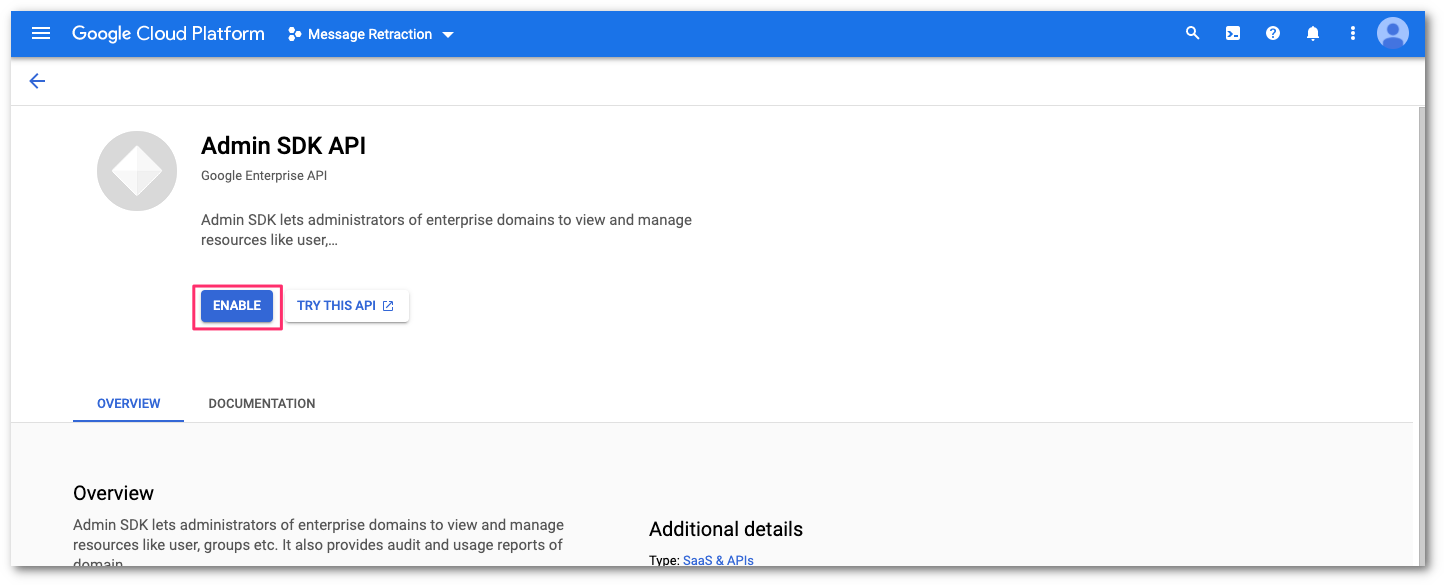 Google Cloud Platform Message Retraction
Admin SDK API
Google Enterprise API
Admin SDK lets administrators of enterprise domains to view and manage
resources like user,...
ENABLE TRY THIS API
OVERVIEW DOCUMENTATION
Overview
Admin SDK lets administrators of enterprise domains to view and manage
resources like user, groups etc. It also provides audit and usage reports of
domain.
Additional details
Type: SaaS & APIs